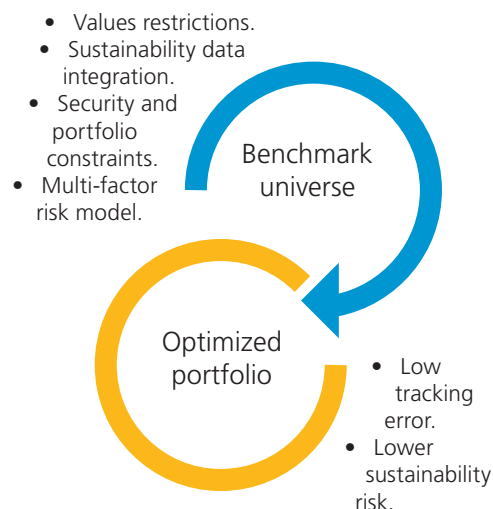 • Values restrictions.
• Sustainability data
integration.
• Security and
portfolio
constraints.
• Multi-factor
risk model.
Benchmark
universe
Optimized
portfolio
• Low
tracking
error.
• Lower
sustainability
risk.